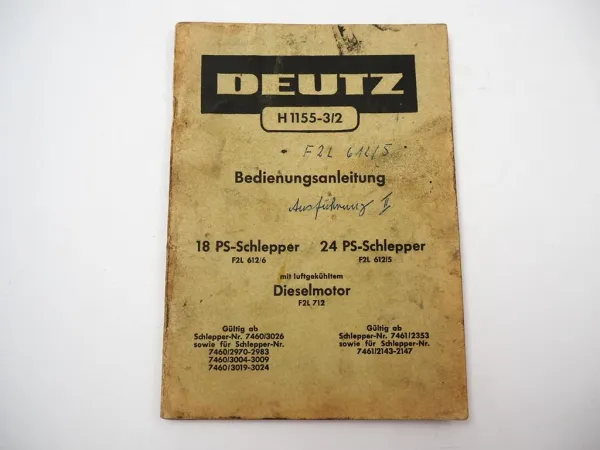 DEUTZ
H 1155-3/2
F2L 612/5
Bedienungsanleitung
Ausführung II
18 PS-Schlepper 24 PS-Schlepper
F2L 612/6 F2L 612/5
mit luftgekühltem
Dieselmotor
F2L 712
Gültig ab
Schlepper-Nr. 7460/3026
sowie für Schlepper-Nr.
7460/2970-2983
7460/3004-3009
7460/3019-3024
Gültig ab
Schlepper-Nr. 7461/2353
sowie für Schlepper-Nr.
7461/2143-2147